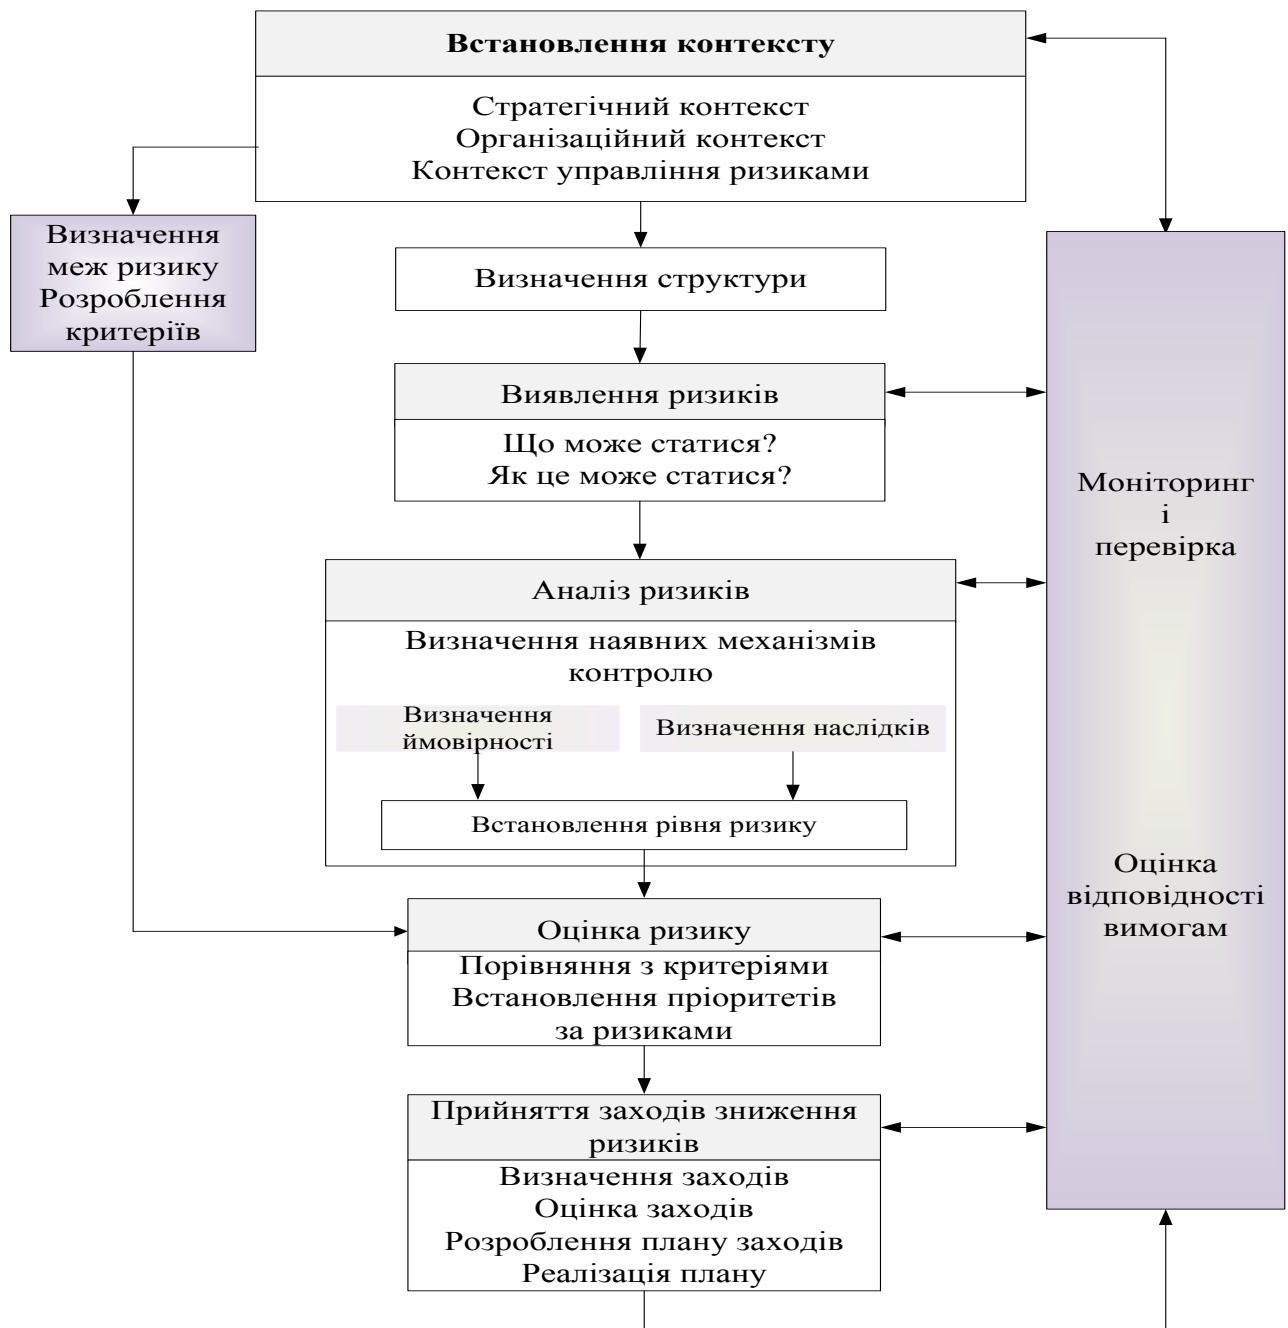 Встановлення контексту
Стратегічний контекст
Організаційний контекст
Контекст управління ризиками
Визначення
меж ризику
Розроблення
критеріїв
Визначення структури
Виявлення ризиків
Що може статися?
Як це може статися?
Аналіз ризиків
Визначення наявних механізмів
контролю
Визначення
ймовірності
Визначення наслідків
Встановлення рівня ризику
Оцінка ризику
Порівняння з критеріями
Встановлення пріоритетів
за ризиками
Прийняття заходів зниження
ризиків
Визначення заходів
Оцінка заходів
Розроблення плану заходів
Реалізація плану
Моніторинг
і
перевірка
Оцінка
відповідності
вимогам